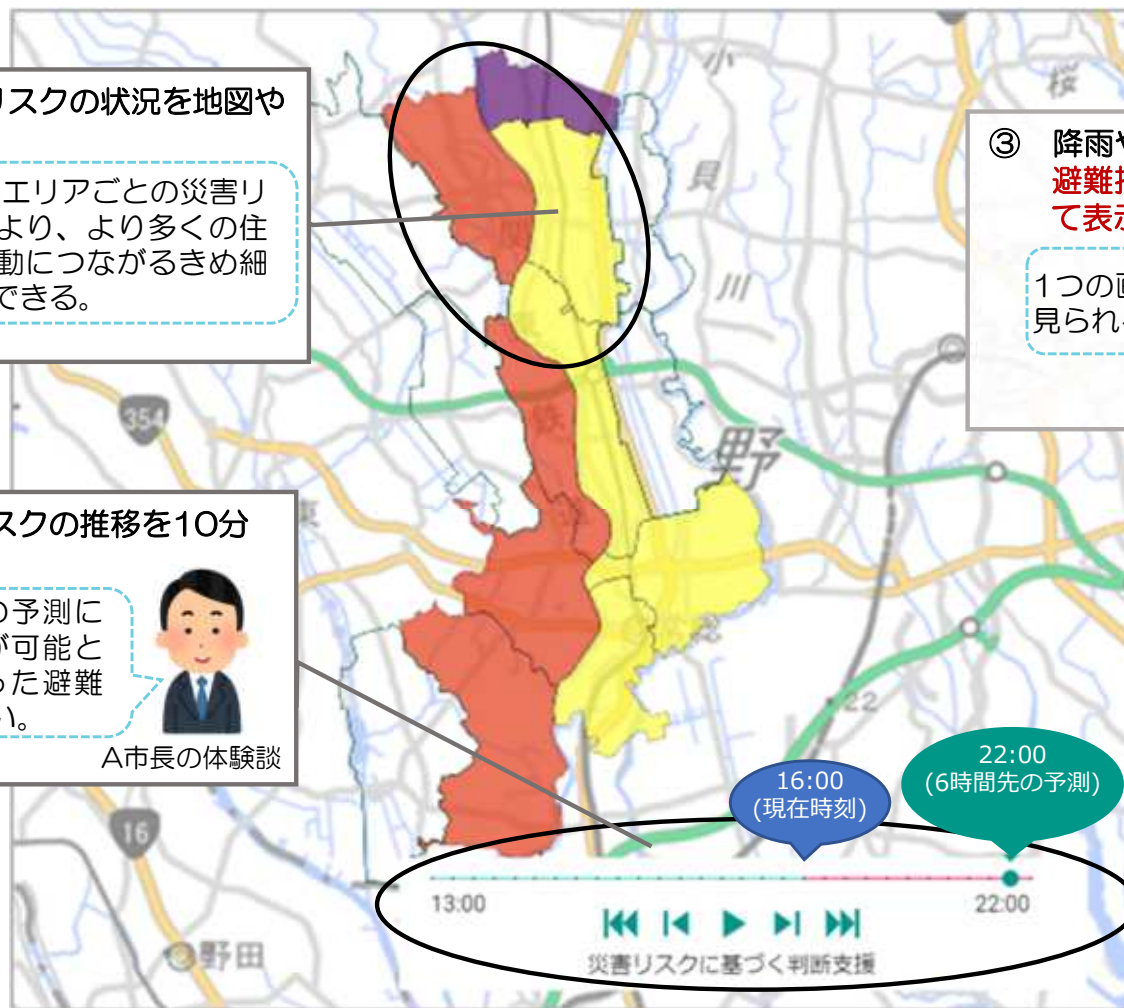 リスクの状況を地図や
エリアごとの災害リ
より、より多くの住
動につながるきめ細
できる。
スクの推移を10分
の予測に
が可能と
った避難
い。
A市長の体験談
③ 降雨や
避難指
て表示
1つの画
見られる
小
貝
川
桜
野
354
16
野田
16:00
(現在時刻)
22:00
(6時間先の予測)
13:00
22:00
災害リスクに基づく判断支援